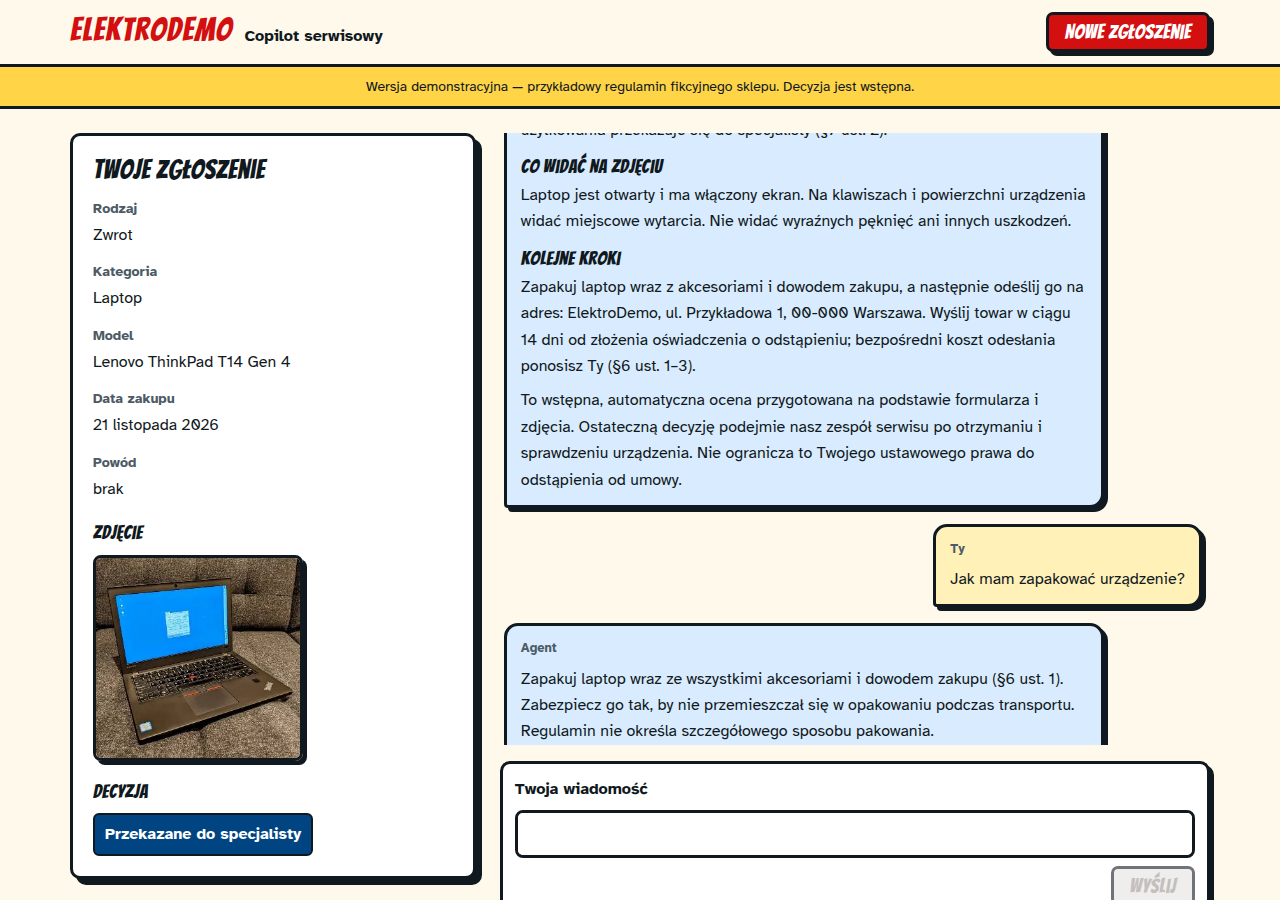 ELEKTRODEMO Copilot serwisowy
NOWE ZGŁOSZENIE
Wersja demonstracyjna — przykładowy regulamin fikcyjnego sklepu. Decyzja jest wstępna.
TWOJE ZGŁOSZENIE
Rodzaj
Zwrot
Kategoria
Laptop
Model
Lenovo ThinkPad T14 Gen 4
Data zakupu
21 listopada 2026
Powód
brak
ZDJĘCIE
DECYZJA
Przekazane do specjalisty
użytkowania przekazuje się do specjalisty (§7 ust. 2).
CO WIDAĆ NA ZDJĘCIU
Laptop jest otwarty i ma włączony ekran. Na klawiszach i powierzchni urządzenia
widać miejscowe wytarcia. Nie widać wyraźnych pęknięć ani innych uszkodzeń.
KOLEJNE KROKI
Zapakuj laptop wraz z akcesoriami i dowodem zakupu, a następnie odeślij go na
adres: ElektroDemo, ul. Przykładowa 1, 00-000 Warszawa. Wyślij towar w ciągu
14 dni od złożenia oświadczenia o odstąpieniu; bezpośredni koszt odesłania
ponosisz Ty (§6 ust. 1–3).
To wstępna, automatyczna ocena przygotowana na podstawie formularza i
zdjęcia. Ostateczną decyzję podejmie nasz zespół serwisu po otrzymaniu i
sprawdzeniu urządzenia. Nie ogranicza to Twojego ustawowego prawa do
odstąpienia od umowy.
Ty
Jak mam zapakować urządzenie?
Agent
Zapakuj laptop wraz ze wszystkimi akcesoriami i dowodem zakupu (§6 ust. 1).
Zabezpiecz go tak, by nie przemieszczał się w opakowaniu podczas transportu.
Regulamin nie określa szczegółowego sposobu pakowania.
Twoja wiadomość
WYŚLIJ